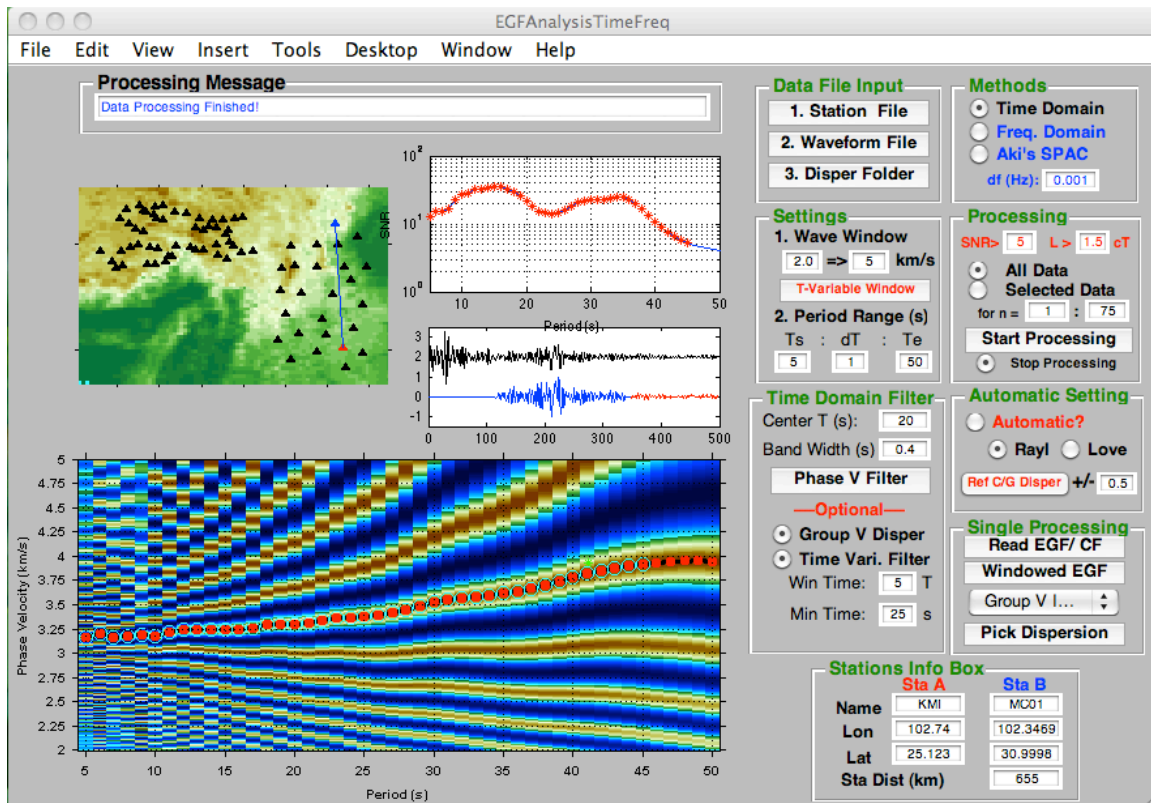 EGFAnalysisTimeFreq
File Edit View Insert Tools Desktop Window Help
Processing Message
Data Processing Finished!
SNR
10²
10¹
10⁰
10 20 30 40 50
Period (s)
3
2
1
0
-1
0 100 200 300 400 500
Phase Velocity (km/s)
5
4.75
4.5
4.25
4
3.75
3.5
3.25
3
2.75
2.5
2.25
2
5 10 15 20 25 30 35 40 45 50
Period (s)
Data File Input
1. Station File
2. Waveform File
3. Disper Folder
Methods
Time Domain
Freq. Domain
Aki's SPAC
df (Hz): 0.001
Settings
1. Wave Window
2.0 => 5 km/s
T-Variable Window
2. Period Range (s)
Ts : dT : Te
5 1 50
Processing
SNR> 5 L > 1.5 cT
All Data
Selected Data
for n = 1 : 75
Start Processing
Stop Processing
Time Domain Filter
Center T (s): 20
Band Width (s) 0.4
Phase V Filter
—Optional—
Group V Disper
Time Vari. Filter
Win Time: 5 T
Min Time: 25 s
Automatic Setting
Automatic?
Rayl Love
Ref C/G Disper +/- 0.5
Single Processing
Read EGF/ CF
Windowed EGF
Group V I...
Pick Dispersion
Stations Info Box
Sta A Sta B
Name KMI MC01
Lon 102.74 102.3469
Lat 25.123 30.9998
Sta Dist (km) 655